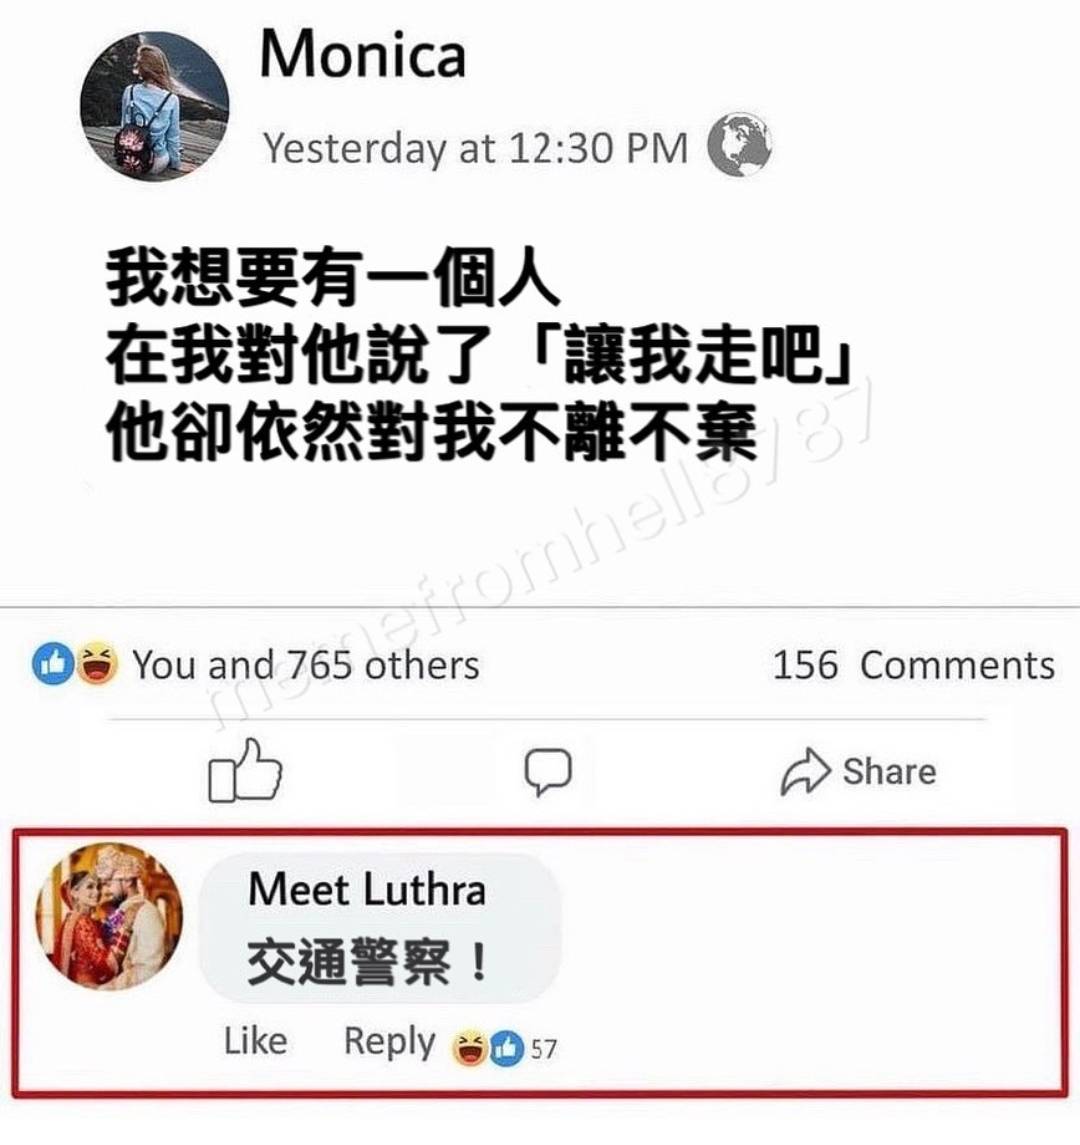 Monica
Yesterday at 12:30 PM
我想要有一個人
在我對他說了「讓我走吧」
他卻依然對我不離不棄
memefromhell8787
You and 765 others
156 Comments
Share
Meet Luthra
交通警察！
Like Reply 57